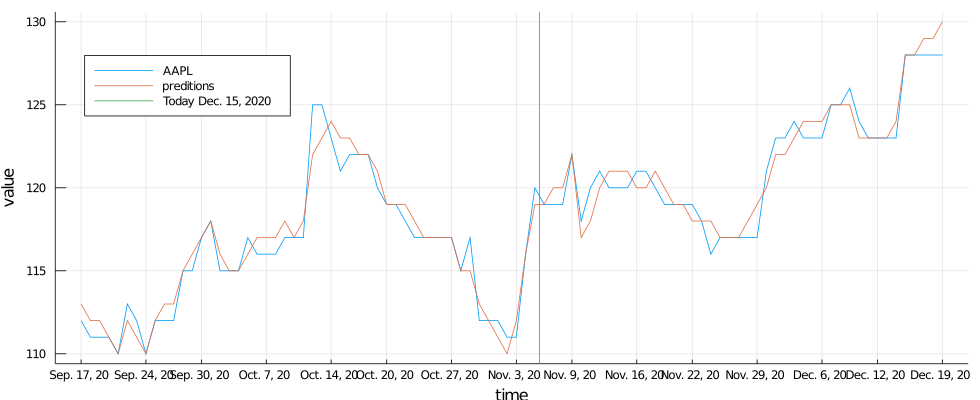 130
125
120
115
110
value
AAPL
preditions
Today Dec. 15, 2020
Sep. 17, 20 Sep. 24, 20 Sep. 30, 20 Oct. 7, 20 Oct. 14, 20 Oct. 20, 20 Oct. 27, 20 Nov. 3, 20 Nov. 9, 20 Nov. 16, 20 Nov. 22, 20 Nov. 29, 20 Dec. 6, 20 Dec. 12, 20 Dec. 19, 20
time